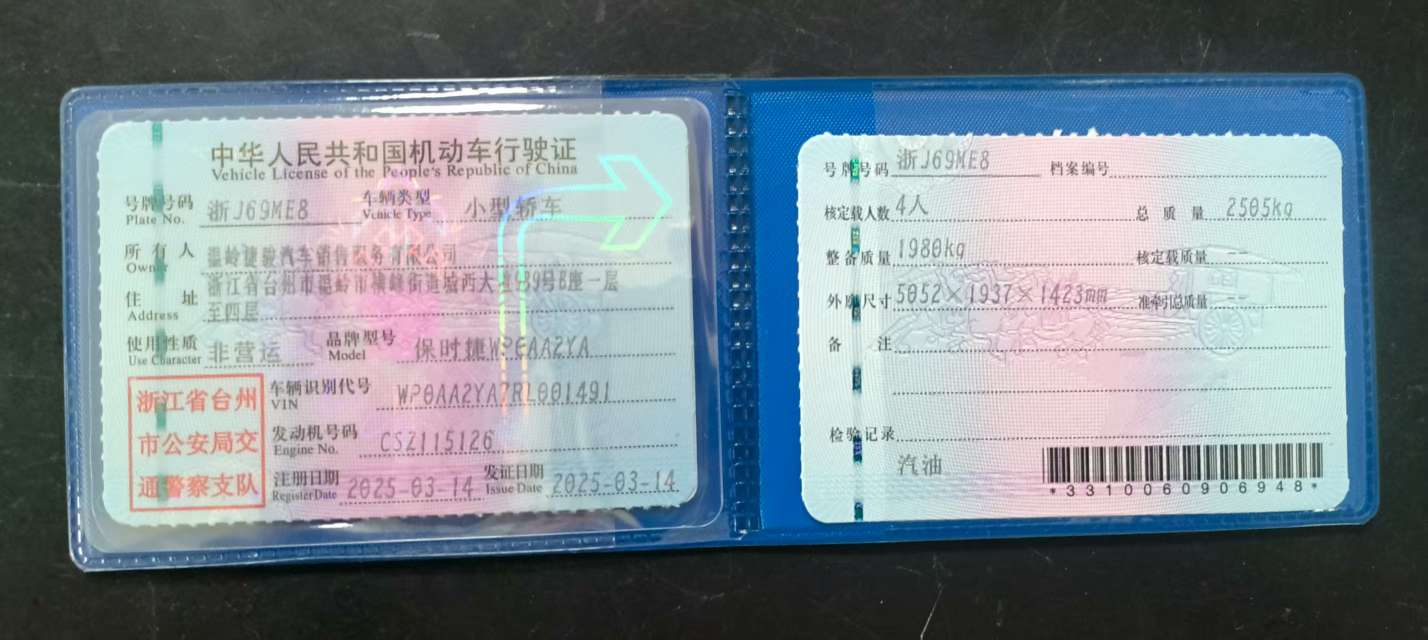 中华人民共和国机动车行驶证
Vehicle License of the People's Republic of China
号牌号码 浙J69ME8 车辆类型 小型轿车
Plate No. Vehicle Type
所有人 温岭捷骏汽车销售服务有限公司
Owner
住址 浙江省台州市温岭市横峰街道 西大道 39号B座一层
Address 至四层
使用性质 非营运 品牌型号 保时捷WP6AA2YA
Use Character Model
浙江省台州
市公安局交
通警察支队
车辆识别代号 WP0AA2YA7RL001491
VIN
发动机号码 CSZ115126
Engine No.
注册日期 2025-03-14 发证日期 2025-03-14
Register Date Issue Date
号牌号码 浙J69ME8 档案编号
核定载人数 4人 总质量 2505kg
整备质量 1980kg 核定载质量 --
外廓尺寸 5052×1937×1423mm 准牵引总质量 --
备注
检验记录
汽油
*3310060906948*